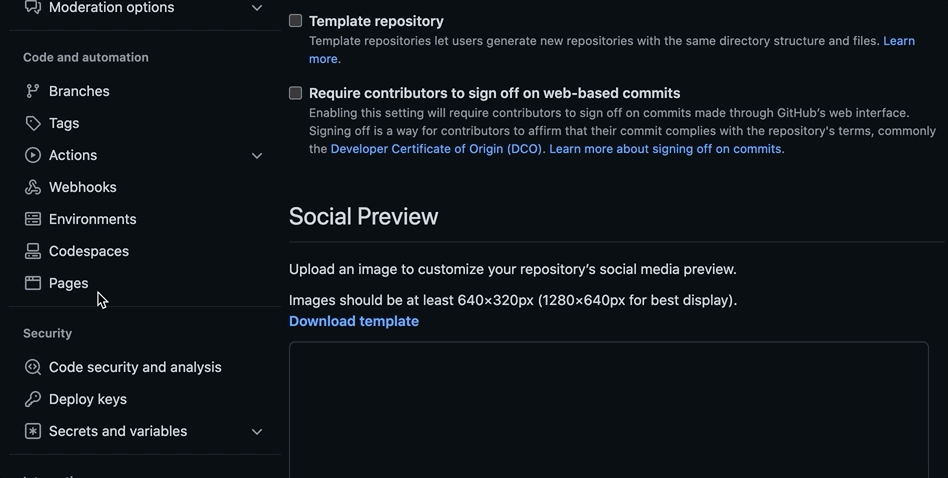 Moderation options
Code and automation
Branches
Tags
Actions
Webhooks
Environments
Codespaces
Pages
Security
Code security and analysis
Deploy keys
Secrets and variables
Template repository
Template repositories let users generate new repositories with the same directory structure and files. Learn
more.
Require contributors to sign off on web-based commits
Enabling this setting will require contributors to sign off on commits made through GitHub's web interface.
Signing off is a way for contributors to affirm that their commit complies with the repository's terms, commonly
the Developer Certificate of Origin (DCO). Learn more about signing off on commits.
Social Preview
Upload an image to customize your repository's social media preview.
Images should be at least 640×320px (1280×640px for best display).
Download template